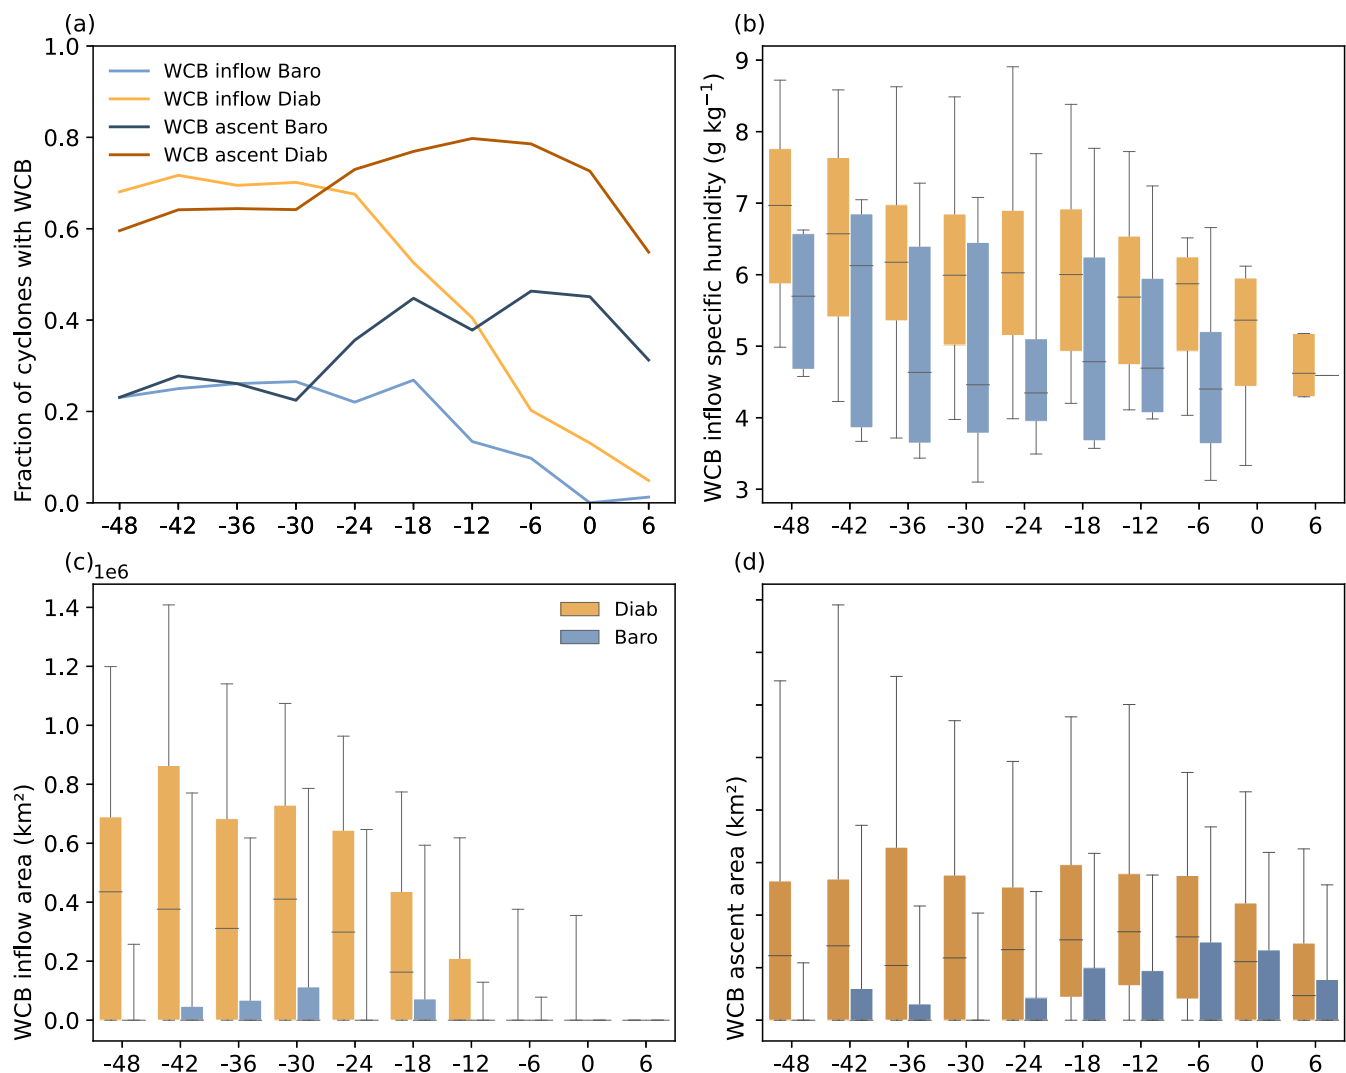 (a)
1.0
0.8
0.6
0.4
0.2
0.0
Fraction of cyclones with WCB
WCB inflow Baro
WCB inflow Diab
WCB ascent Baro
WCB ascent Diab
-48 -42 -36 -30 -24 -18 -12 -6 0 6
(b)
9
8
7
6
5
4
3
WCB inflow specific humidity (g kg⁻¹)
-48 -42 -36 -30 -24 -18 -12 -6 0 6
(c)
1e6
1.4
1.2
1.0
0.8
0.6
0.4
0.2
0.0
WCB inflow area (km²)
Diab
Baro
-48 -42 -36 -30 -24 -18 -12 -6 0 6
(d)
WCB ascent area (km²)
-48 -42 -36 -30 -24 -18 -12 -6 0 6